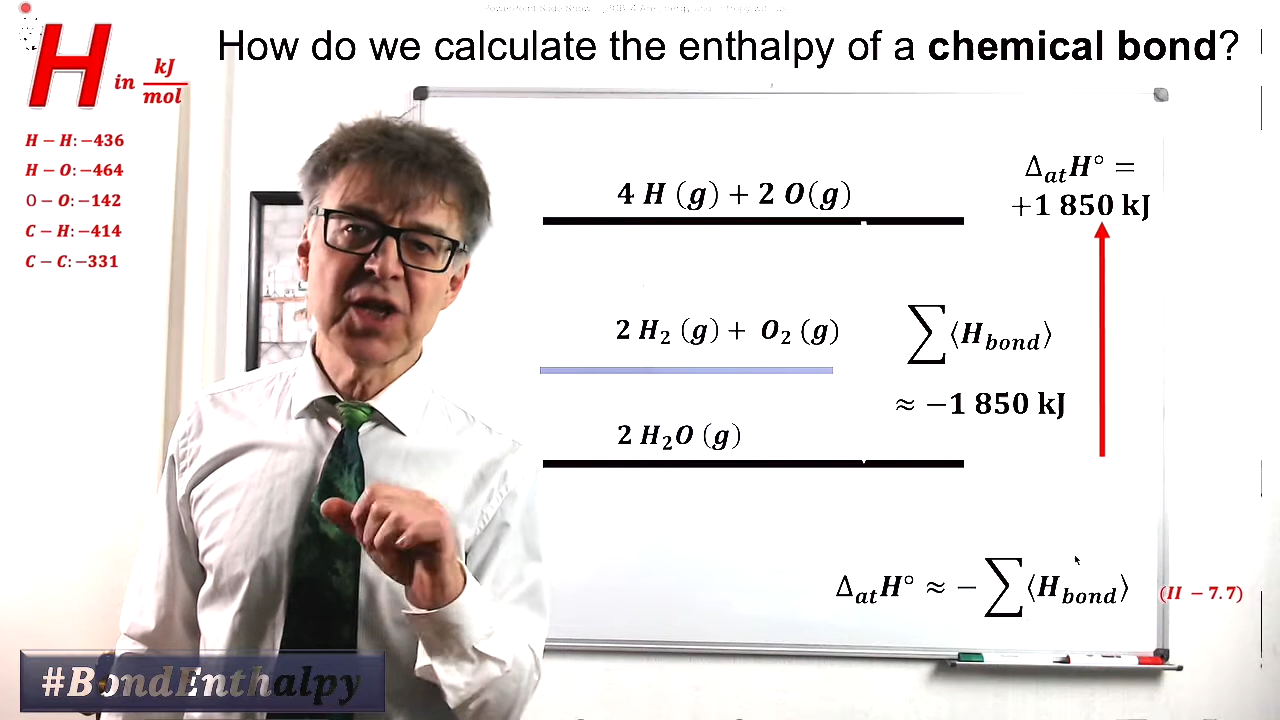 How do we calculate the enthalpy of a chemical bond?
H in kJ/mol
H − H: −436
H − O: −464
O − O: −142
C − H: −414
C − C: −331
4 H (g) + 2 O(g)
Δ_at H° =
+1 850 kJ
2 H₂ (g) + O₂ (g)
∑⟨H_bond⟩
≈ −1 850 kJ
2 H₂O (g)
Δ_at H° ≈ − ∑⟨H_bond⟩ (II − 7.7)
#BondEnthalpy